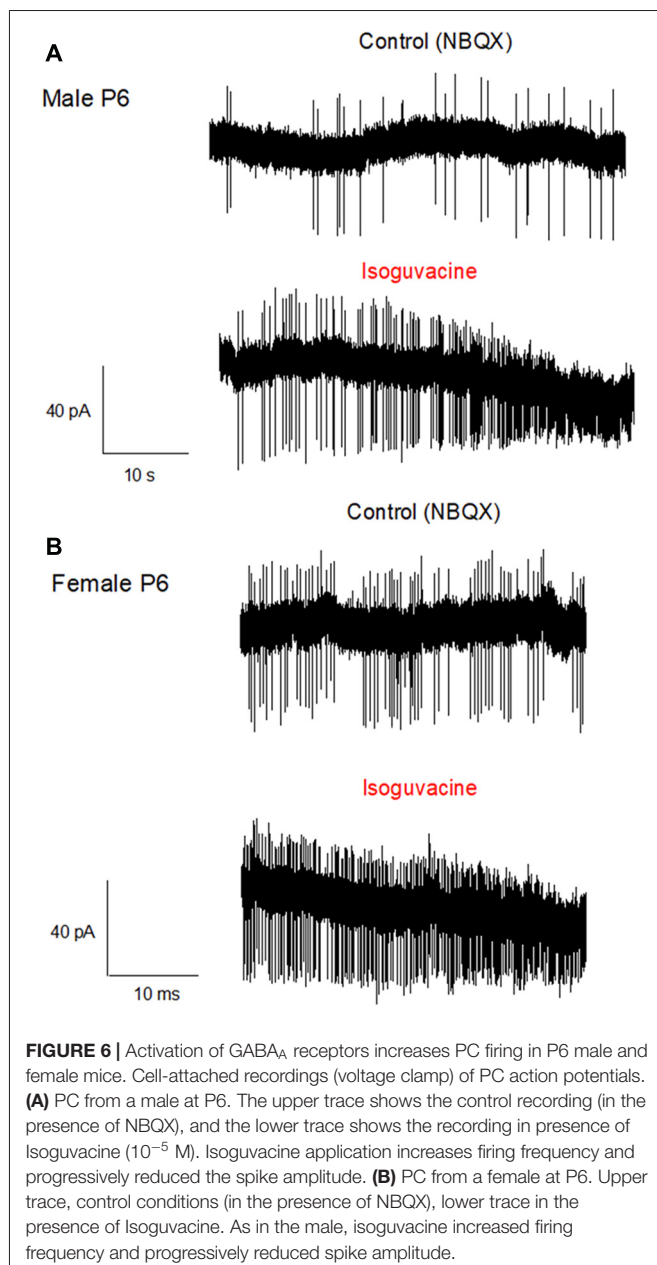 A
Control (NBQX)
Male P6
Isoguvacine
40 pA
10 s
Control (NBQX)
B
Female P6
Isoguvacine
40 pA
10 ms
FIGURE 6 | Activation of GABAA receptors increases PC firing in P6 male and
female mice. Cell-attached recordings (voltage clamp) of PC action potentials.
(A) PC from a male at P6. The upper trace shows the control recording (in the
presence of NBQX), and the lower trace shows the recording in presence of
Isoguvacine (10−5 M). Isoguvacine application increases firing frequency and
progressively reduced the spike amplitude. (B) PC from a female at P6. Upper
trace, control conditions (in the presence of NBQX), lower trace in the
presence of Isoguvacine. As in the male, isoguvacine increased firing
frequency and progressively reduced spike amplitude.